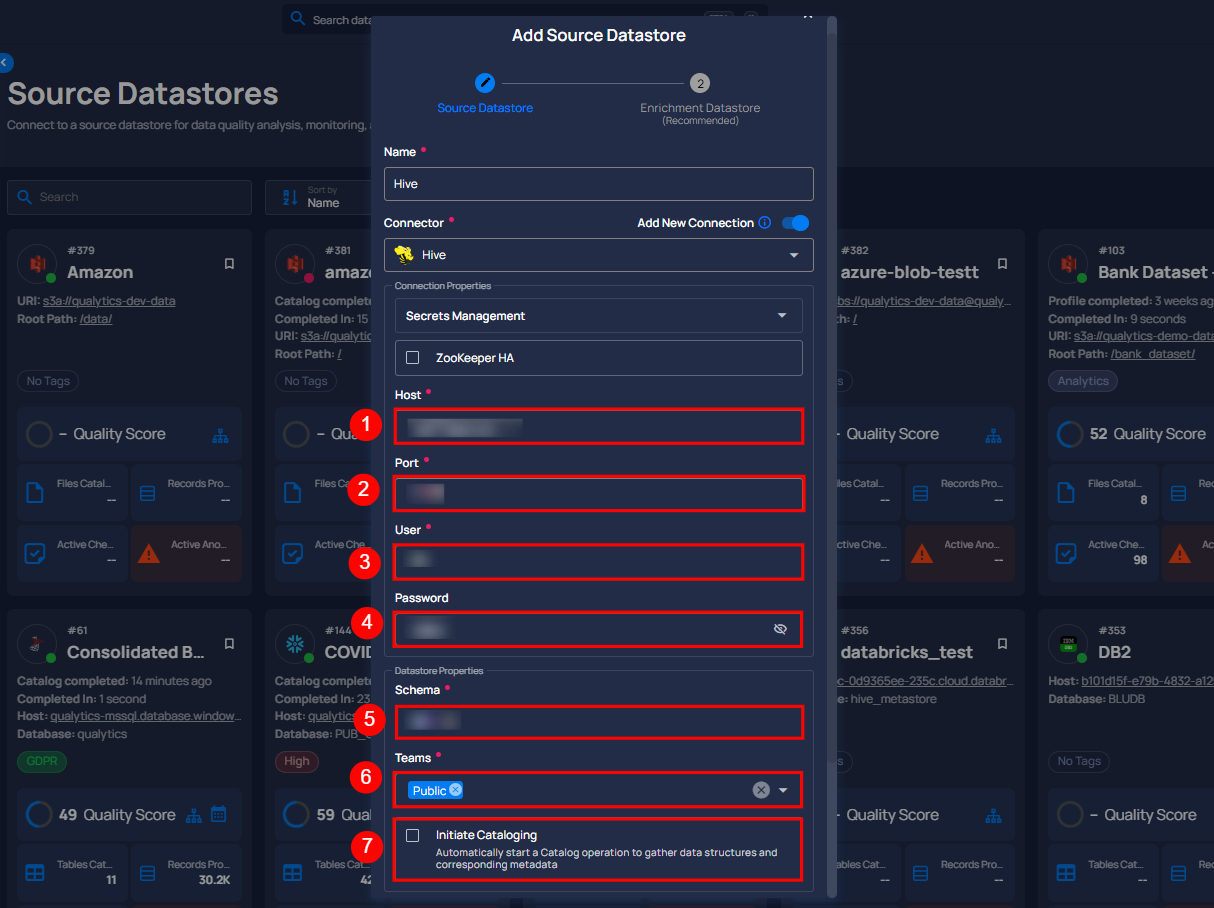 Search data
Add Source Datastore
2
Source Datastore
Enrichment Datastore
(Recommended)
Source Datastores
Connect to a source datastore for data quality analysis, monitoring,
Search
Sort by
Name
Name *
Hive
Connector *
Add New Connection
Hive
Connection Properties
Secrets Management
ZooKeeper HA
Host *
1
Port *
2
User *
3
Password
4
Datastore Properties
Schema *
5
Teams *
6
Public
7
Initiate Cataloging
Automatically start a Catalog operation to gather data structures and
corresponding metadata
#379
Amazon
URI: s3a://qualytics-dev-data
Root Path: /data/
No Tags
– Quality Score
Files Catal...
--
Records Pro...
--
Active Che...
--
Active Ano...
--
#381
amaz
Catalog complet
Completed In: 15
URI: s3a://qualytic
Root Path: /
No Tags
– Qua
Files Ca
Active Che
#382
azure-blob-testt
bs://qualytics-dev-data@qualy...
: /
s
- Quality Score
iles Catal...
--
Records Pro...
--
ctive Che...
--
Active Ano...
--
#103
Bank Dataset -
Profile completed: 3 weeks ag
Completed In: 9 seconds
URI: s3a://qualytics-demo-data
Root Path: /bank_dataset/
Analytics
52 Quality Score
Files Catal...
8
Rec
Active Che...
98
Ac
#61
Consolidated B...
Catalog completed: 14 minutes ago
Completed In: 1 second
Host: qualytics-mssql.database.window...
Database: qualytics
GDPR
49 Quality Score
Tables Cat...
11
Records Pro...
30.2K
#144
COVID
Catalog complet
Completed In: 23
Host: qualytics
Database: PUB_
High
59 Qual
Tables Cat
42
#356
databricks_test
c-0d9365ee-235c.cloud.databr...
e: hive_metastore
s
- Quality Score
ables Cat...
--
Records Pro...
--
#353
DB2
Host: b101d15f-e79b-4832-a12
Database: BLUDB
No Tags
– Quality Score
Tables Cat...
--
Rec